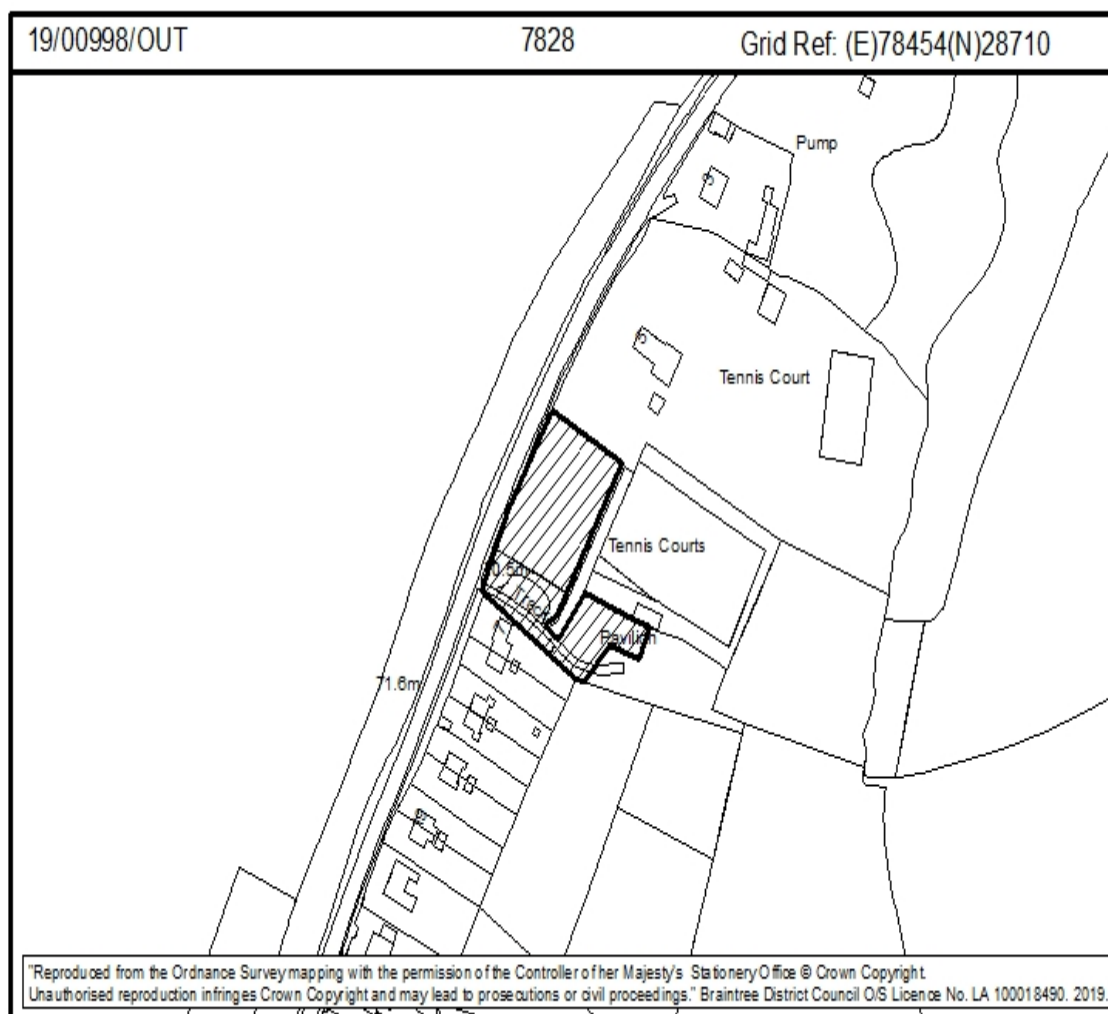 19/00998/OUT 7828 Grid Ref: (E)78454(N)28710
Pump
Tennis Court
Tennis Courts
Pavilion
71.6m
"Reproduced from the Ordnance Survey mapping with the permission of the Controller of her Majesty's Stationery Office © Crown Copyright.
Unauthorised reproduction infringes Crown Copyright and may lead to prosecutions or civil proceedings." Braintree District Council O/S Licence No. LA 100018490. 2019.